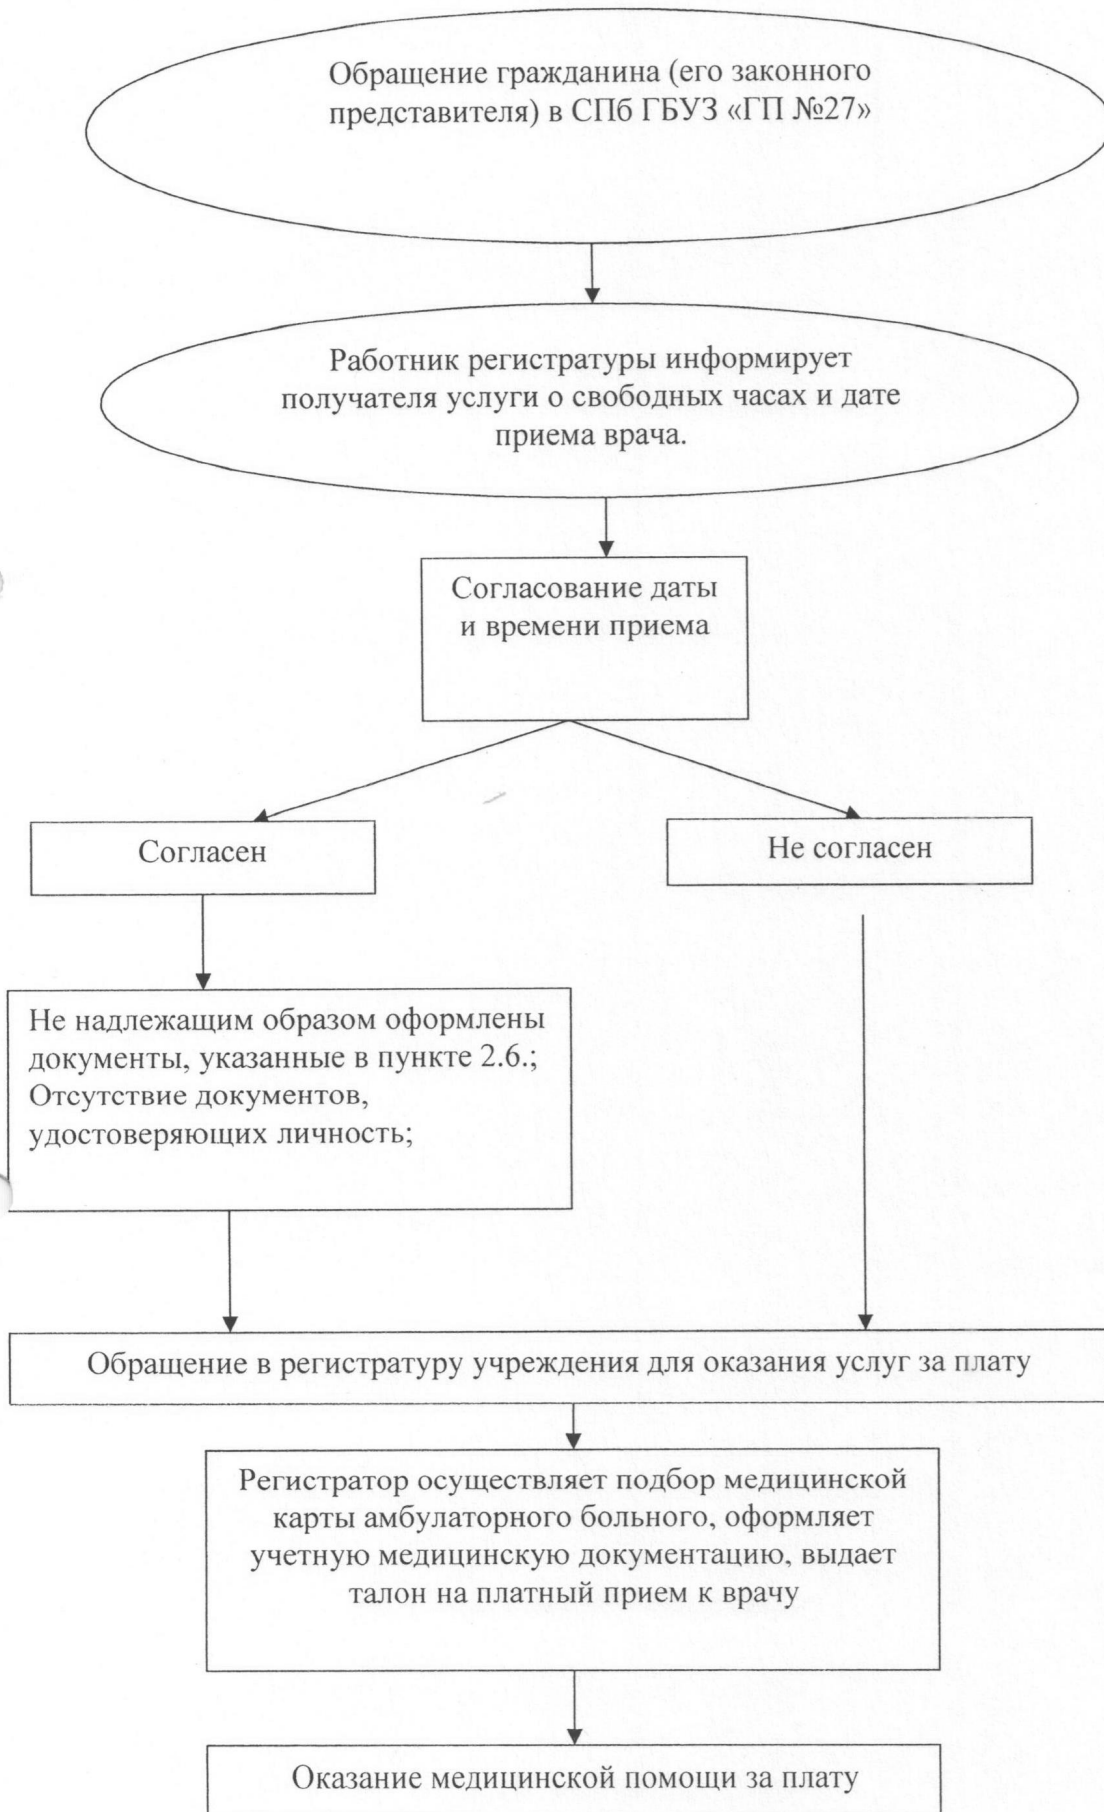 Обращение гражданина (его законного
представителя) в СПб ГБУЗ «ГП №27»
Работник регистратуры информирует
получателя услуги о свободных часах и дате
приема врача.
Согласование даты
и времени приема
Согласен
Не согласен
Не надлежащим образом оформлены
документы, указанные в пункте 2.6.;
Отсутствие документов,
удостоверяющих личность;
Обращение в регистратуру учреждения для оказания услуг за плату
Регистратор осуществляет подбор медицинской
карты амбулаторного больного, оформляет
учетную медицинскую документацию, выдает
талон на платный прием к врачу
Оказание медицинской помощи за плату